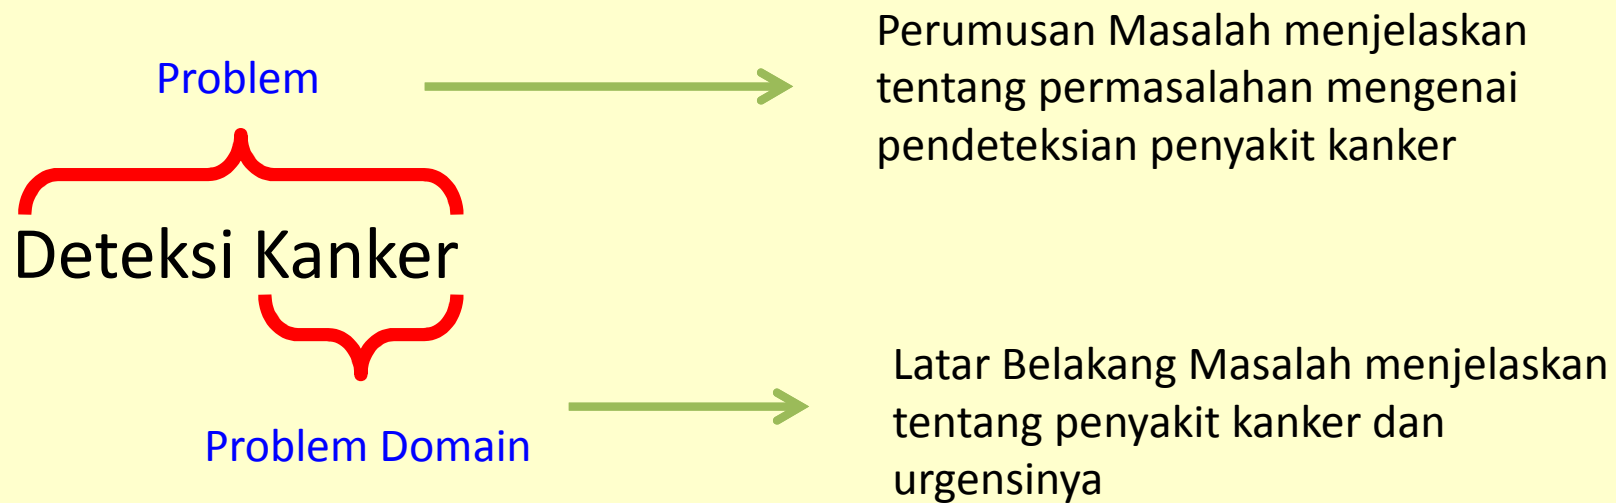 Problem
Perumusan Masalah menjelaskan
tentang permasalahan mengenai
pendeteksian penyakit kanker
Deteksi Kanker
Problem Domain
Latar Belakang Masalah menjelaskan
tentang penyakit kanker dan
urgensinya